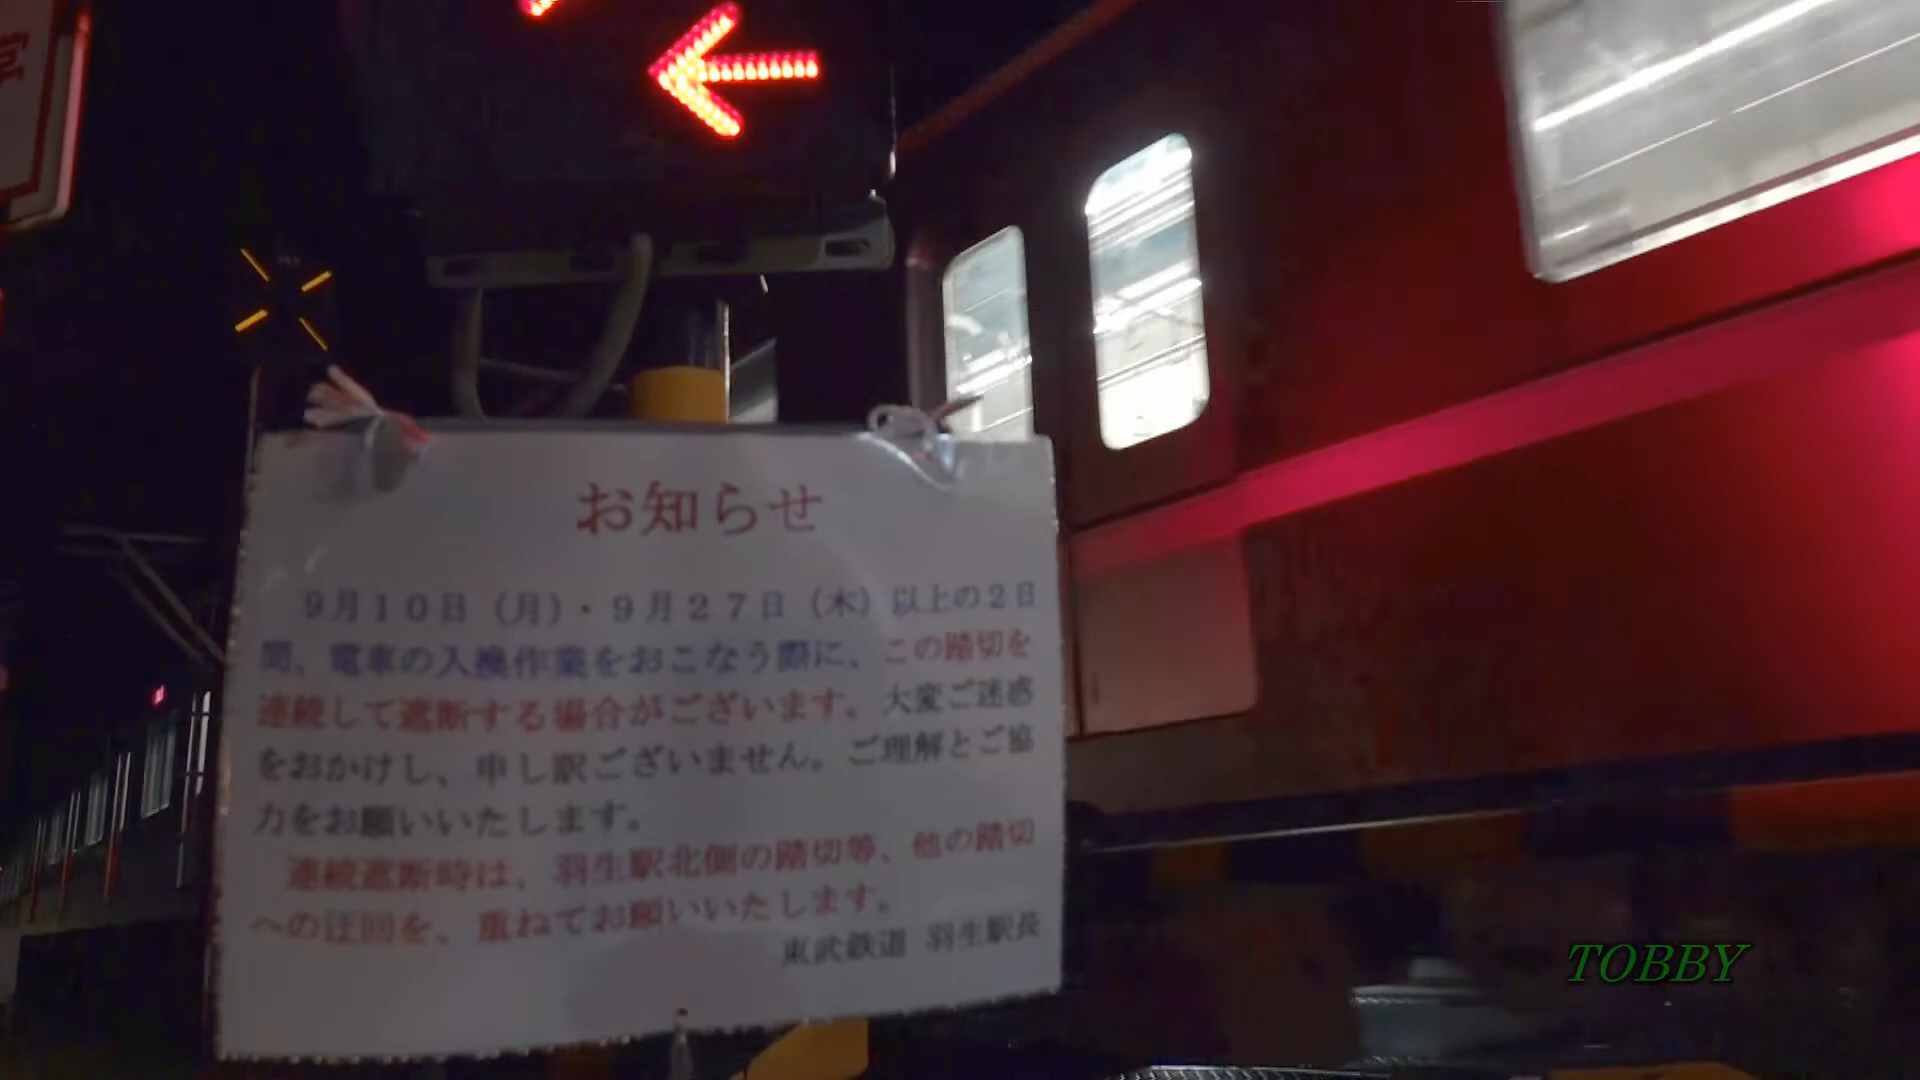 お知らせ
9月10日(月)・9月27日(木)以上の2日
間、電車の入換作業をおこなう際に、この踏切を
連続して遮断する場合がございます。大変ご迷惑
をおかけし、申し訳ございません。ご理解とご協
力をお願いいたします。
連続遮断時は、羽生駅北側の踏切等、他の踏切
への迂回を、重ねてお願いいたします。
東武鉄道 羽生駅長
TOBBY